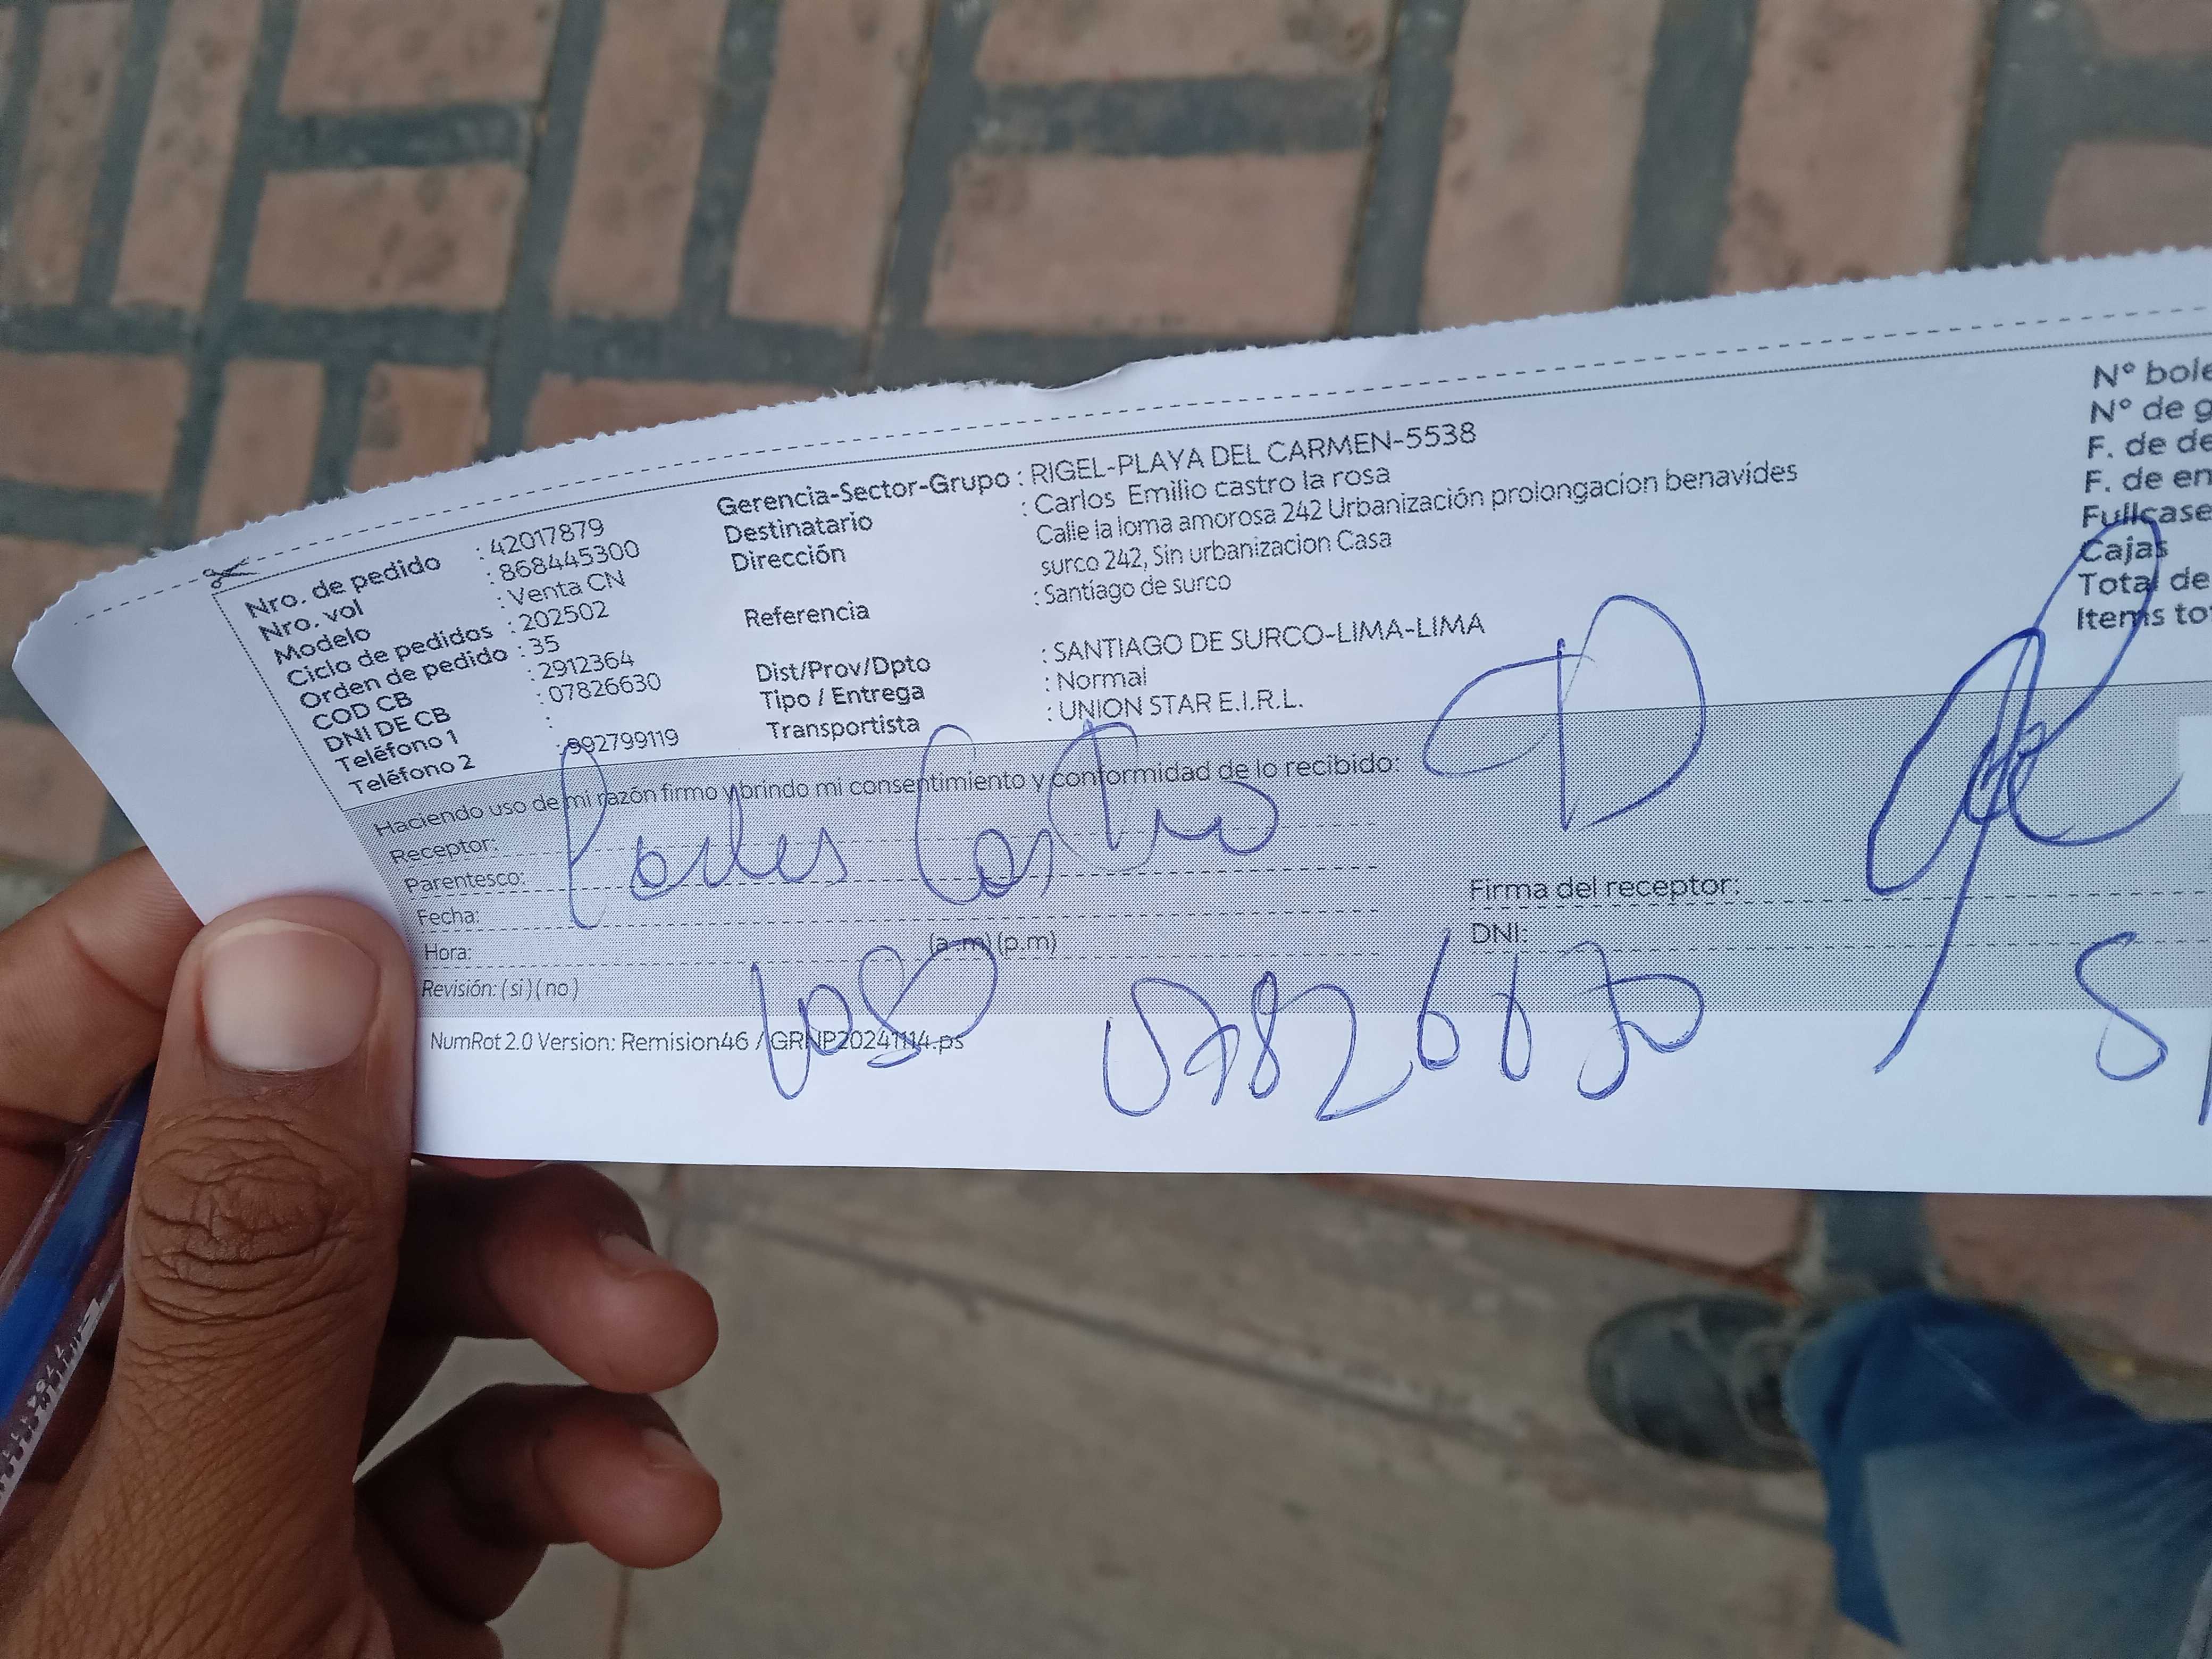 Nro. de pedido : 42017879
Nro. vol : 868445300
Modelo : Venta CN
Ciclo de pedidos : 202502
Orden de pedido : 35
COD CB : 2912364
DNI DE CB : 07826630
Teléfono 1 :
Teléfono 2 : 992799119
Gerencia-Sector-Grupo : RIGEL-PLAYA DEL CARMEN-5538
Destinatario : Carlos Emilio castro la rosa
Dirección Calle la loma amorosa 242 Urbanización prolongacion benavides
surco 242, Sin urbanizacion Casa
Referencia : Santiago de surco
Dist/Prov/Dpto : SANTIAGO DE SURCO-LIMA-LIMA
Tipo / Entrega : Normal
Transportista : UNION STAR E.I.R.L.
Nº bole
Nº de g
F. de de
F. de en
Fullcase
Cajas
Total de
Items to
Haciendo uso de mi razón firmo y brindo mi consentimiento y conformidad de lo recibido:
Receptor:
Parentesco:
Castro
Fecha:
Hora: (a.m) (p.m)
Revisión: ( si ) ( no )
Firma del receptor:
DNI:
07826630
NumRot 2.0 Version: Remision46 / GRNP20241114.ps